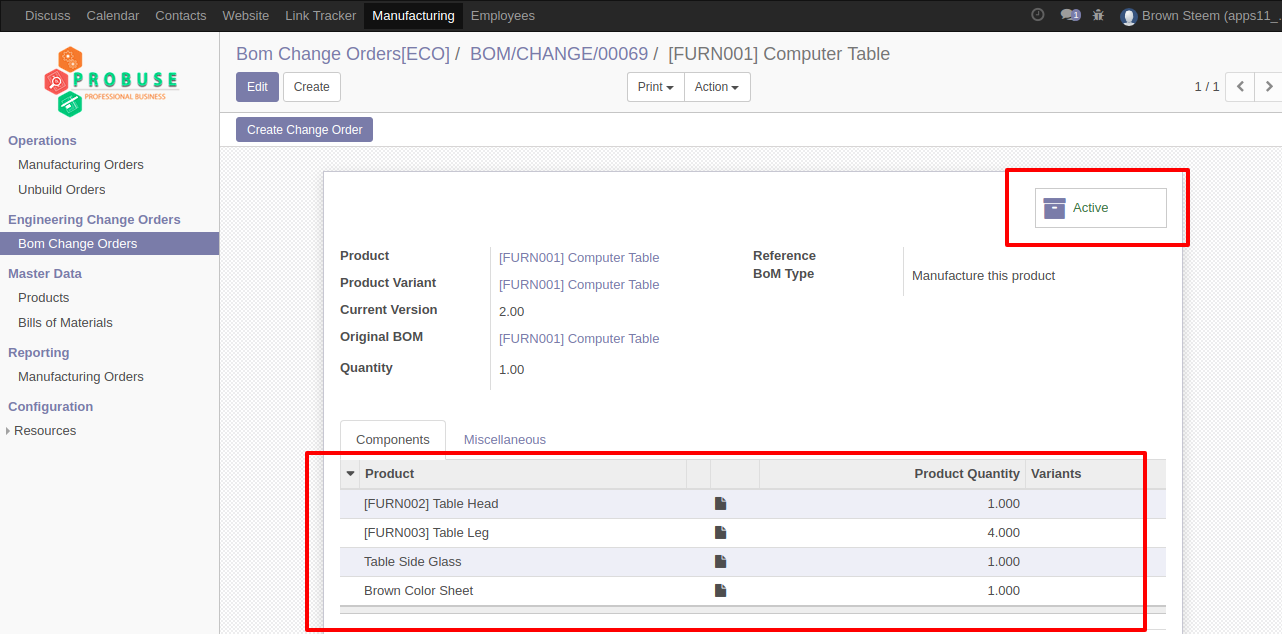 Discuss Calendar Contacts Website Link Tracker Manufacturing Employees 1 Brown Steem (apps11_
PROBUSE
PROFESSIONAL BUSINESS
Bom Change Orders[ECO] / BOM/CHANGE/00069 / [FURN001] Computer Table
Edit Create Print Action 1 / 1
Create Change Order
Operations
Manufacturing Orders
Unbuild Orders
Engineering Change Orders
Bom Change Orders
Master Data
Products
Bills of Materials
Reporting
Manufacturing Orders
Configuration
Resources
Active
Product [FURN001] Computer Table
Product Variant [FURN001] Computer Table
Current Version 2.00
Original BOM [FURN001] Computer Table
Quantity 1.00
Reference
BoM Type Manufacture this product
Components Miscellaneous
Product Product Quantity Variants
[FURN002] Table Head 1.000
[FURN003] Table Leg 4.000
Table Side Glass 1.000
Brown Color Sheet 1.000